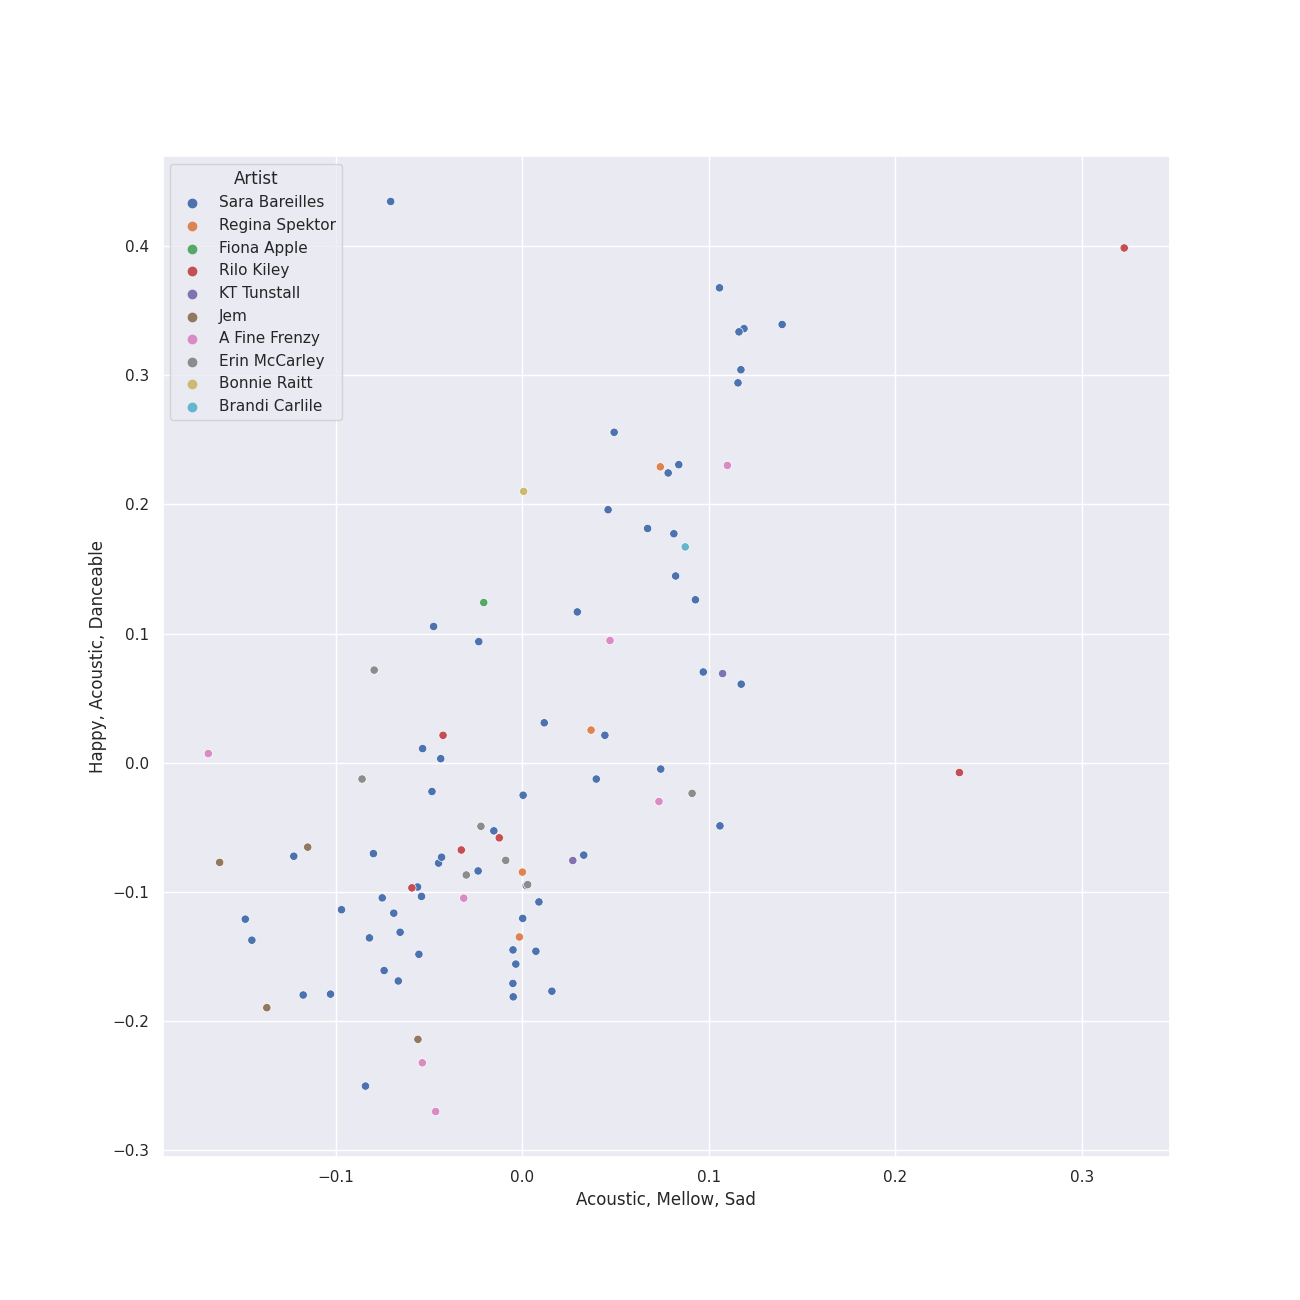 Artist
Sara Bareilles
Regina Spektor
Fiona Apple
Rilo Kiley
KT Tunstall
Jem
A Fine Frenzy
Erin McCarley
Bonnie Raitt
Brandi Carlile
0.4
0.3
0.2
0.1
0.0
−0.1
−0.2
−0.3
Happy, Acoustic, Danceable
−0.1
0.0
0.1
0.2
0.3
Acoustic, Mellow, Sad